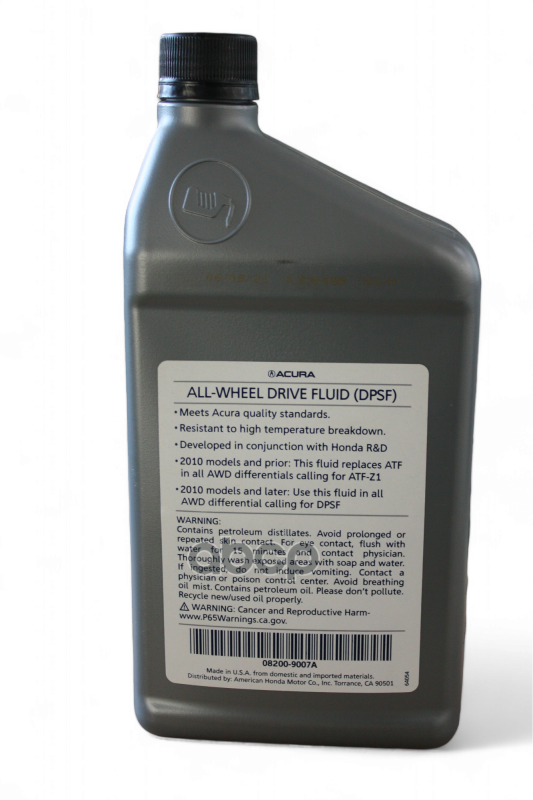 ACURA
ALL-WHEEL DRIVE FLUID (DPSF)
•Meets Acura quality standards.
•Resistant to high temperature breakdown.
•Developed in conjunction with Honda R&D
•2010 models and prior: This fluid replaces ATF
in all AWD differentials calling for ATF-Z1
•2010 models and later: Use this fluid in all
AWD differential calling for DPSF
WARNING:
Contains petroleum distillates. Avoid prolonged or
repeated skin contact. For eye contact, flush with
water for 15 minutes and contact physician.
Thoroughly wash hands with soap and water.
If ingested do not induce vomiting. Contact a
physician or poison control center. Avoid breathing
oil mist. Contains petroleum oil. Please don't pollute.
Recycle new/used oil properly.
⚠ WARNING: Cancer and Reproductive Harm-
www.P65Warnings.ca.gov.
08200-9007A
Made in U.S.A. from domestic and imported materials.
Distributed by: American Honda Motor Co., Inc. Torrance, CA 90501